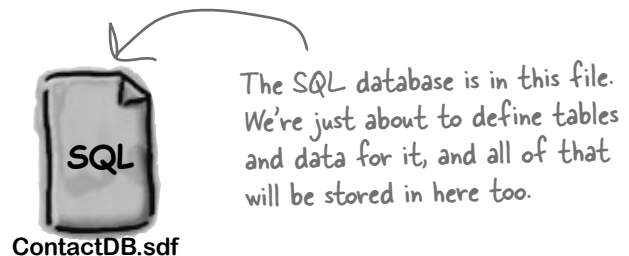 The SQL database is in this file.
We're just about to define tables
and data for it, and all of that
will be stored in here too.
SQL
ContactDB.sdf